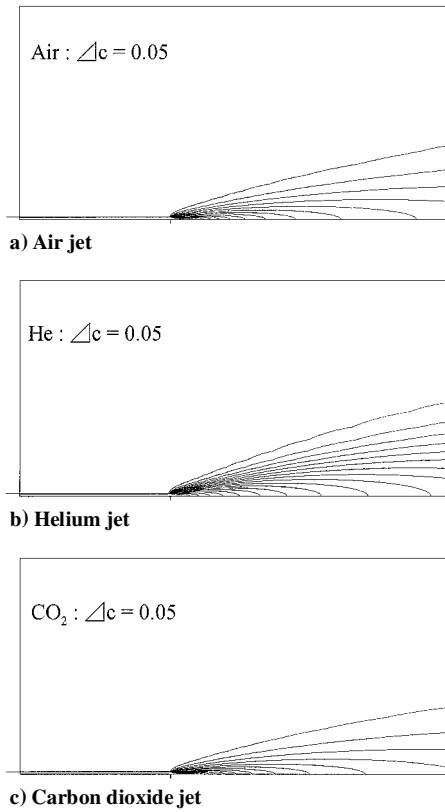 Air : ⊿c = 0.05
a) Air jet
He : ⊿c = 0.05
b) Helium jet
CO₂ : ⊿c = 0.05
c) Carbon dioxide jet